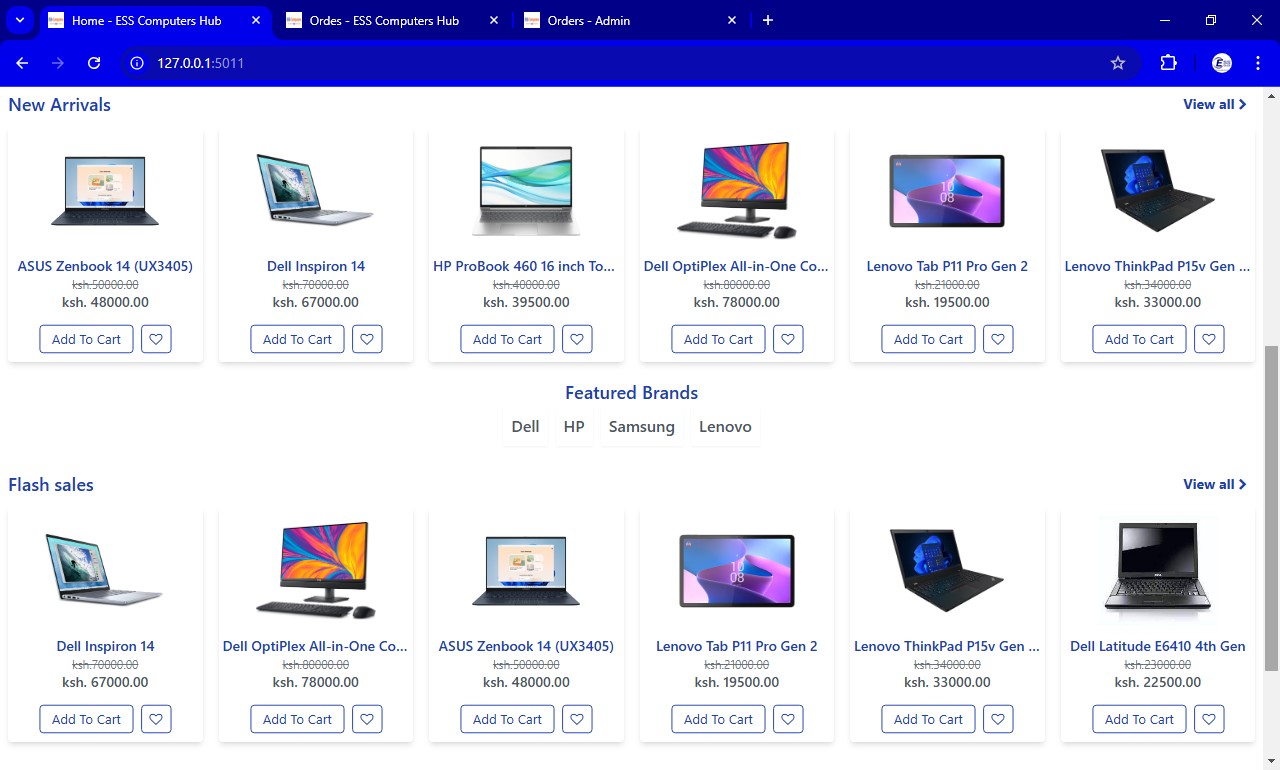 Home - ESS Computers Hub
Ordes - ESS Computers Hub
Orders - Admin
127.0.0.1:5011
New Arrivals
View all
ASUS Zenbook 14 (UX3405)
ksh.50000.00
ksh. 48000.00
Add To Cart
Dell Inspiron 14
ksh.70000.00
ksh. 67000.00
Add To Cart
HP ProBook 460 16 inch To...
ksh.40000.00
ksh. 39500.00
Add To Cart
Dell OptiPlex All-in-One Co...
ksh.80000.00
ksh. 78000.00
Add To Cart
10
08
Lenovo Tab P11 Pro Gen 2
ksh.21000.00
ksh. 19500.00
Add To Cart
Lenovo ThinkPad P15v Gen ...
ksh.34000.00
ksh. 33000.00
Add To Cart
Featured Brands
Dell
HP
Samsung
Lenovo
Flash sales
View all
Dell Inspiron 14
ksh.70000.00
ksh. 67000.00
Add To Cart
Dell OptiPlex All-in-One Co...
ksh.80000.00
ksh. 78000.00
Add To Cart
ASUS Zenbook 14 (UX3405)
ksh.50000.00
ksh. 48000.00
Add To Cart
10
08
Lenovo Tab P11 Pro Gen 2
ksh.21000.00
ksh. 19500.00
Add To Cart
Lenovo ThinkPad P15v Gen ...
ksh.34000.00
ksh. 33000.00
Add To Cart
Dell Latitude E6410 4th Gen
ksh.23000.00
ksh. 22500.00
Add To Cart